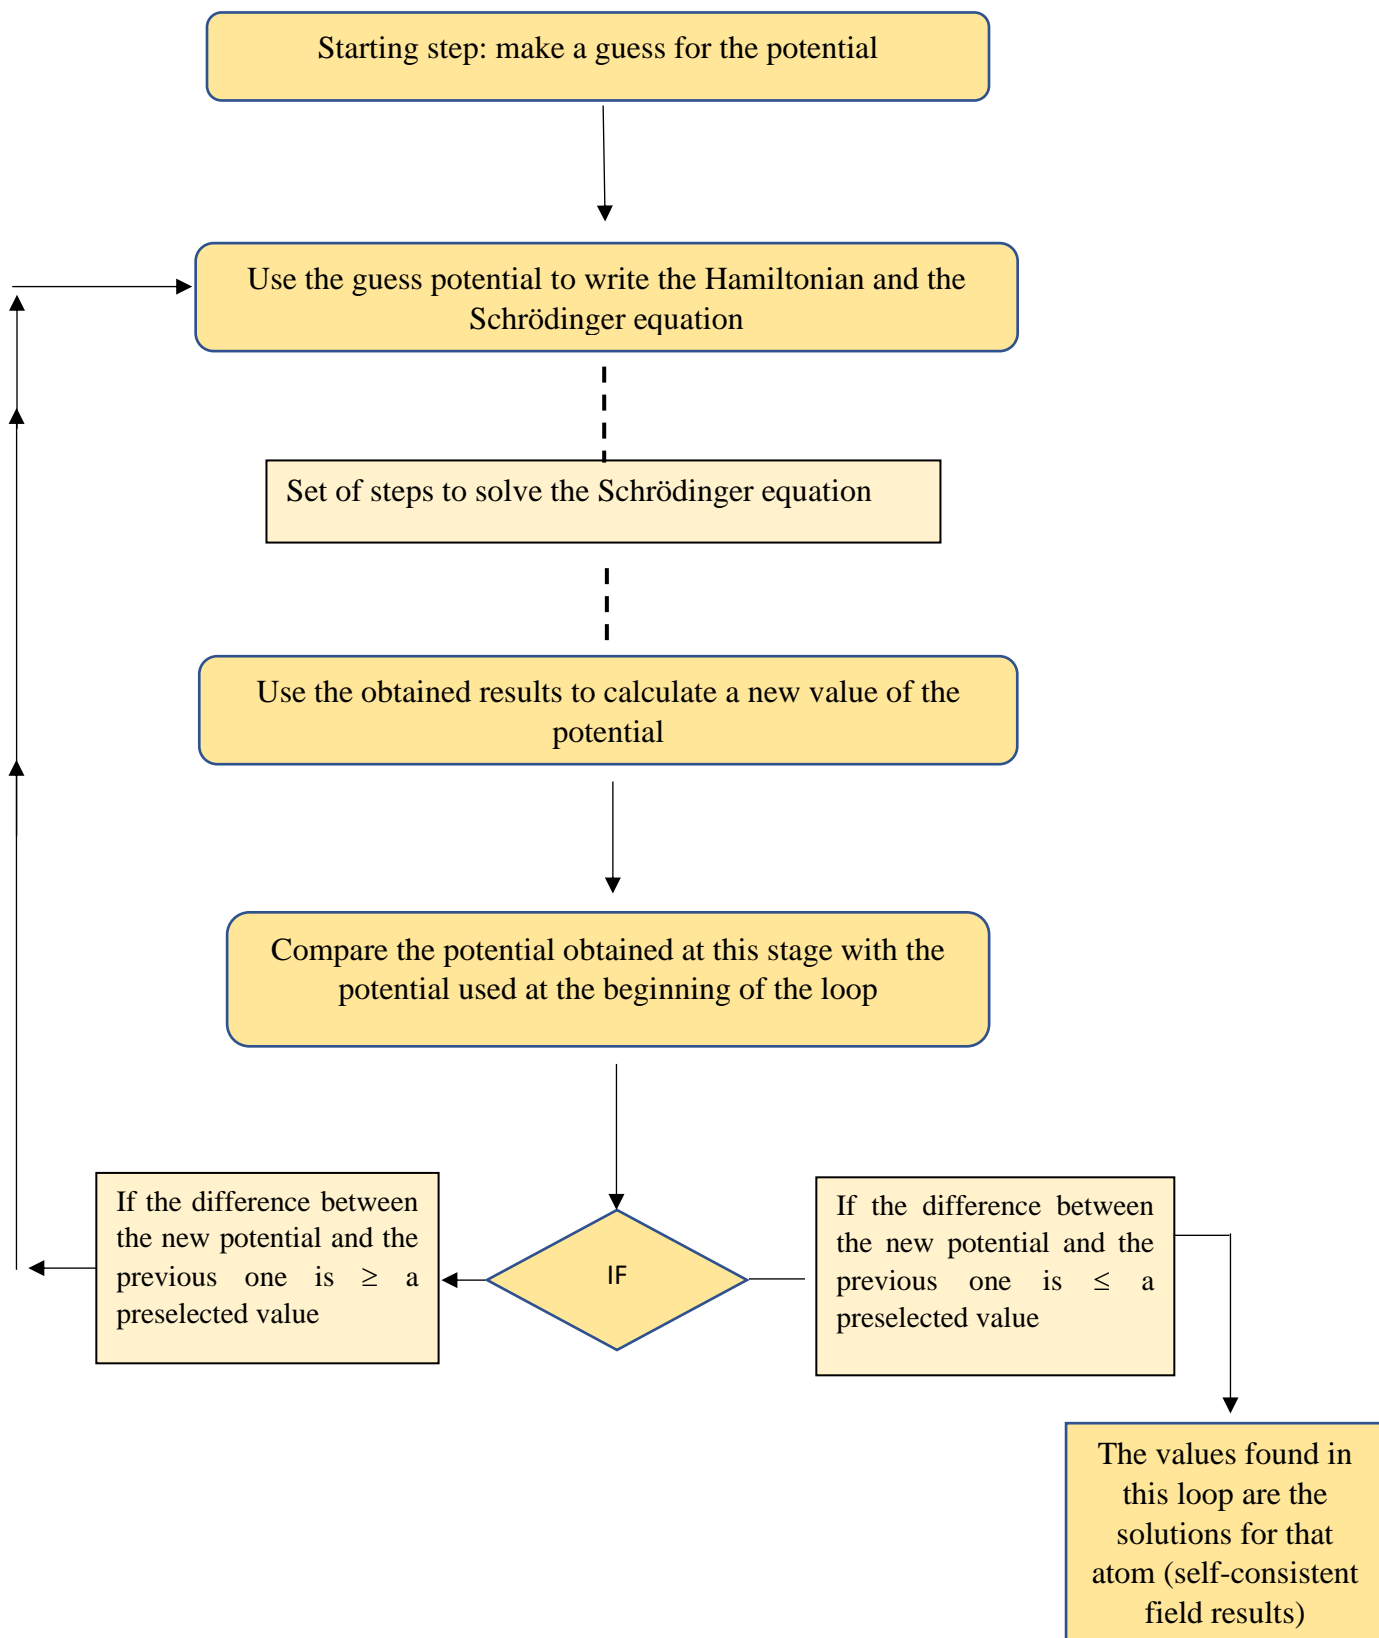 Starting step: make a guess for the potential
Use the guess potential to write the Hamiltonian and the
Schrödinger equation
Set of steps to solve the Schrödinger equation
Use the obtained results to calculate a new value of the
potential
Compare the potential obtained at this stage with the
potential used at the beginning of the loop
If the difference between
the new potential and the
previous one is ≥ a
preselected value
IF
If the difference between
the new potential and the
previous one is ≤ a
preselected value
The values found in
this loop are the
solutions for that
atom (self-consistent
field results)